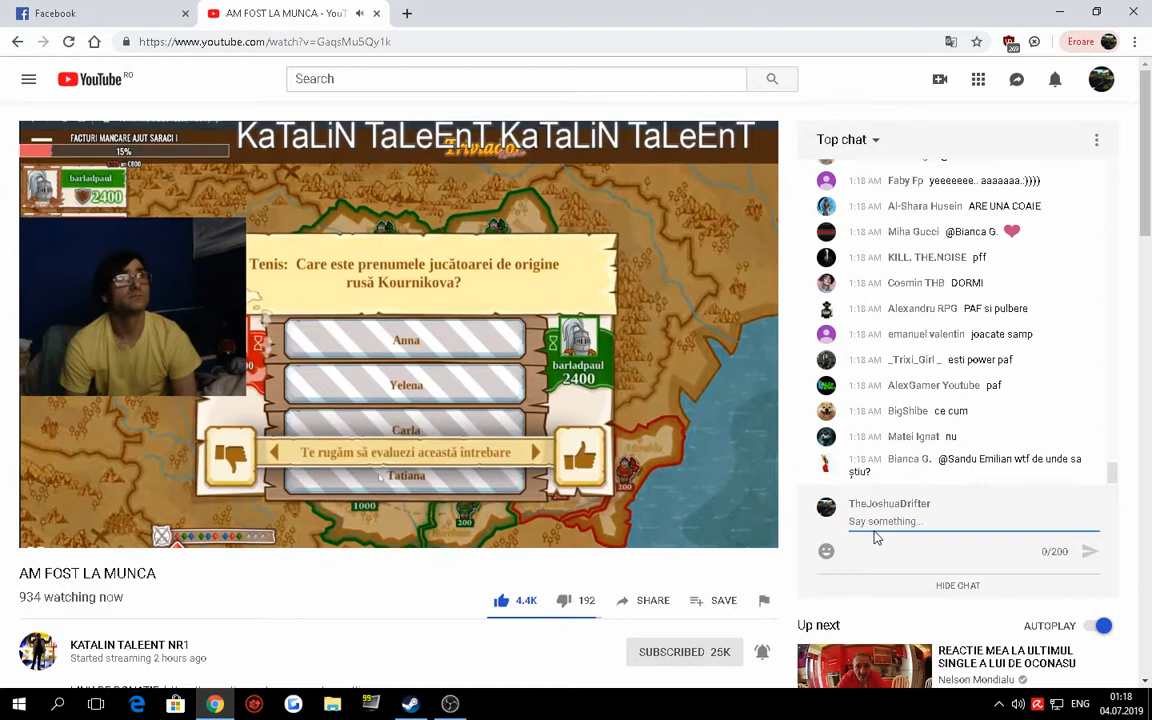 Facebook
AM FOST LA MUNCA - YouT
https://www.youtube.com/watch?v=GaqsMu5Qy1k
269
Eroare
YouTube RO
Search
FACTURI MANCARE AJUT SARACI I
15%
KaTaLiN TaLeEnT KaTaLiN TaLeEnT
barladpaul
2400
Tenis: Care este prenumele jucătoarei de origine
rusă Kournikova?
Anna
Yelena
Carla
Te rugăm să evaluezi această întrebare
Tatiana
barladpaul
2400
1000
200
200
Top chat
1:18 AM Faby Fp yeeeeeee.. aaaaaaa.:))))
1:18 AM Al-Shara Husein ARE UNA COAIE
1:18 AM Miha Gucci @Bianca G.
1:18 AM KILL. THE.NOISE pff
1:18 AM Cosmin THB DORMI
1:18 AM Alexandru RPG PAF si pulbere
1:18 AM emanuel valentin joacate samp
1:18 AM _Trixi_Girl_ esti power paf
1:18 AM AlexGamer Youtube paf
1:18 AM BigShibe ce cum
1:18 AM Matei Ignat nu
1:18 AM Bianca G. @Sandu Emilian wtf de unde sa
știu?
TheJoshuaDrifter
Say something...
0/200
HIDE CHAT
AM FOST LA MUNCA
934 watching now
4.4K
192
SHARE
SAVE
KATALIN TALEENT NR1
Started streaming 2 hours ago
SUBSCRIBED 25K
Up next
AUTOPLAY
REACTIE MEA LA ULTIMUL
SINGLE A LUI DE OCONASU
Nelson Mondialu
99
ENG
01:18
04.07.2019